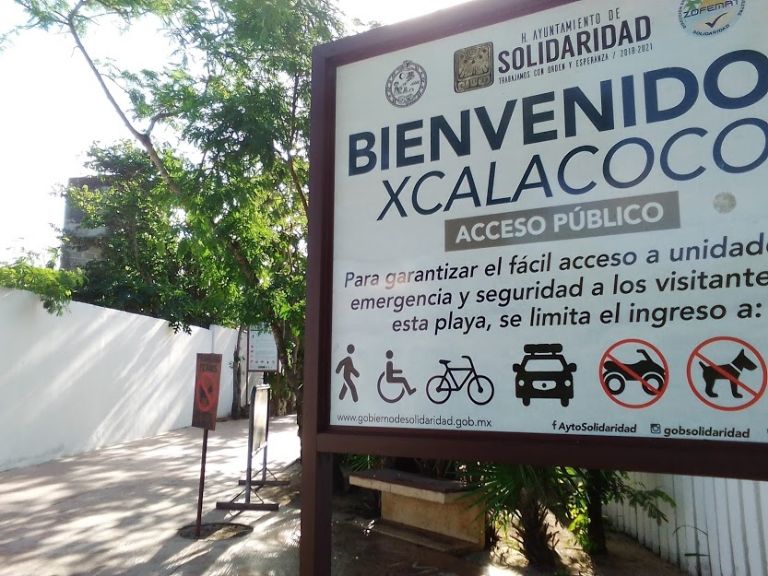 H. AYUNTAMIENTO DE
SOLIDARIDAD
TRABAJAMOS CON ORDEN Y ESPERANZA / 2018-2021
ZOFEMAT
SOLIDARIDAD
BIENVENIDO
XCALACOCO
ACCESO PÚBLICO
Para garantizar el fácil acceso a unidade
emergencia y seguridad a los visitante
esta playa, se limita el ingreso a:
www.gobiernodesolidaridad.gob.mx
AytoSolidaridad
gobsolidaridad